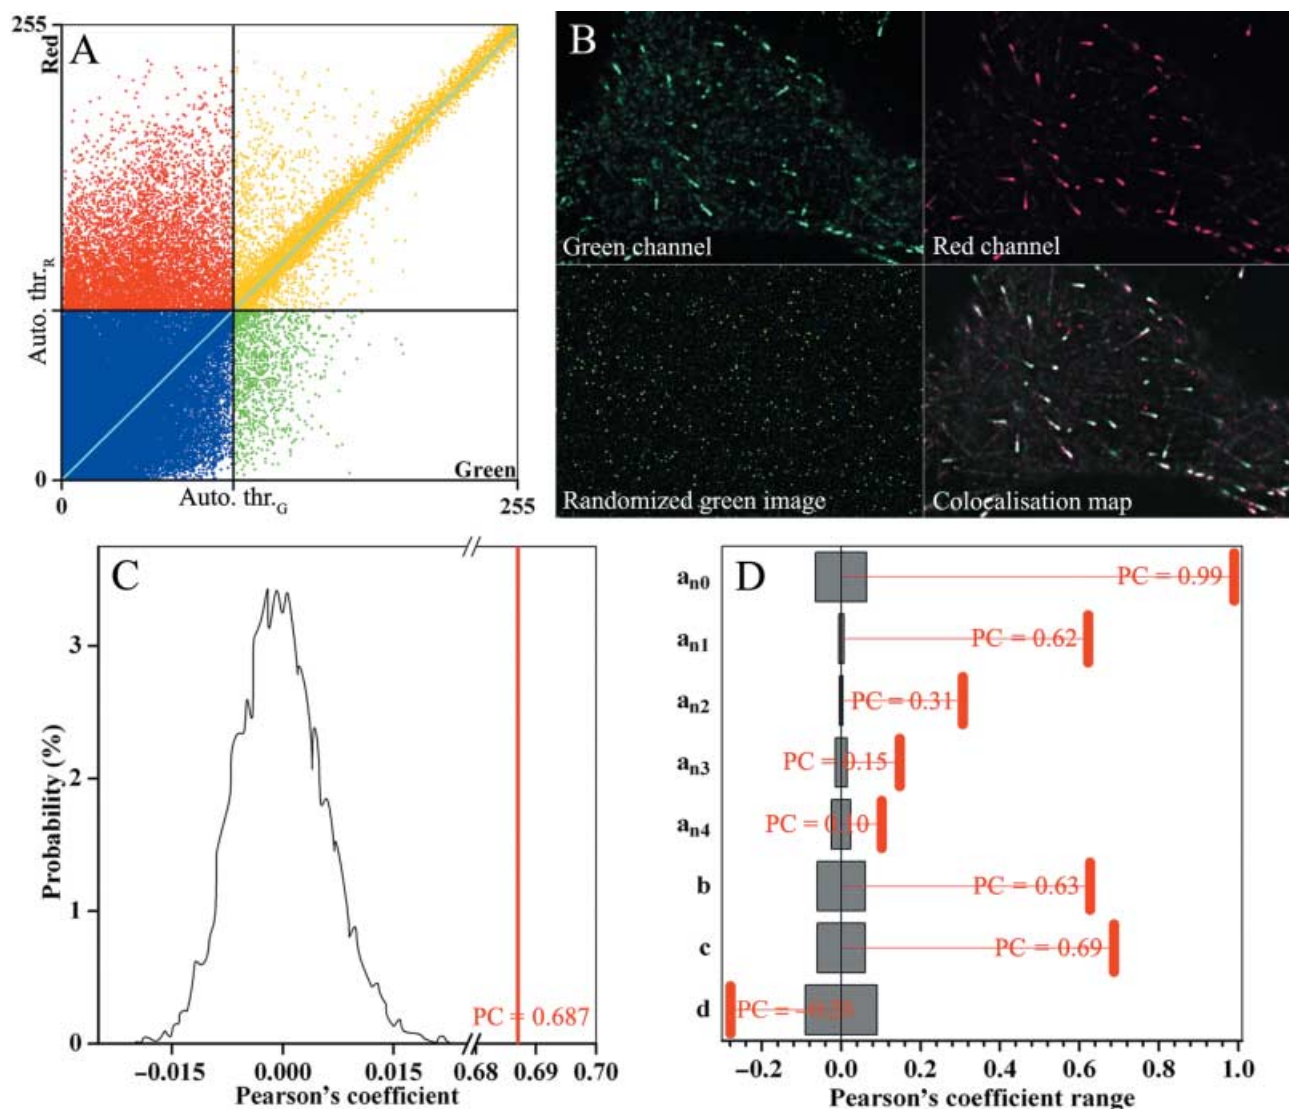 255
Red
A
Auto. thr.R
0
Green
0
Auto. thr.G
255
B
Green channel
Red channel
Randomized green image
Colocalisation map
C
Probability (%)
3
2
1
0
PC = 0.687
−0.015
0.000
0.015
0.68
0.69
0.70
Pearson's coefficient
D
an0
PC = 0.99
an1
PC = 0.62
an2
PC = 0.31
an3
PC = 0.15
an4
PC = 0.10
b
PC = 0.63
c
PC = 0.69
d
PC =
−0.2
0.0
0.2
0.4
0.6
0.8
1.0
Pearson's coefficient range